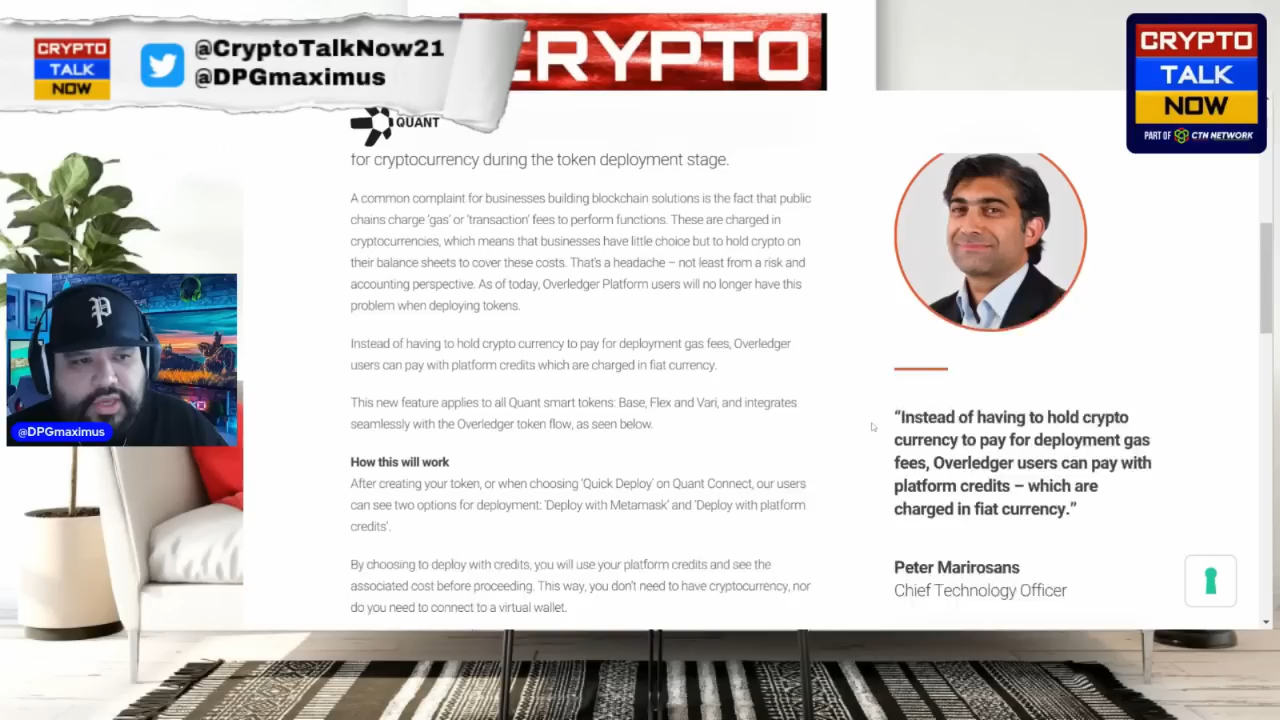 CRYPTO
TALK
NOW
@CryptoTalkNow21
@DPGmaximus
CRYPTO
CRYPTO
TALK
NOW
PART OF CTN NETWORK
QUANT
for cryptocurrency during the token deployment stage.
A common complaint for businesses building blockchain solutions is the fact that public
chains charge 'gas' or 'transaction' fees to perform functions. These are charged in
cryptocurrencies, which means that businesses have little choice but to hold crypto on
their balance sheets to cover these costs. That's a headache – not least from a risk and
accounting perspective. As of today, Overledger Platform users will no longer have this
problem when deploying tokens.
Instead of having to hold crypto currency to pay for deployment gas fees, Overledger
users can pay with platform credits which are charged in fiat currency.
This new feature applies to all Quant smart tokens: Base, Flex and Vari, and integrates
seamlessly with the Overledger token flow, as seen below.
How this will work
After creating your token, or when choosing 'Quick Deploy' on Quant Connect, our users
can see two options for deployment: 'Deploy with Metamask' and 'Deploy with platform
credits'.
By choosing to deploy with credits, you will use your platform credits and see the
associated cost before proceeding. This way, you don't need to have cryptocurrency, nor
do you need to connect to a virtual wallet.
“Instead of having to hold crypto
currency to pay for deployment gas
fees, Overledger users can pay with
platform credits – which are
charged in fiat currency.”
Peter Marirosans
Chief Technology Officer
P
@DPGmaximus